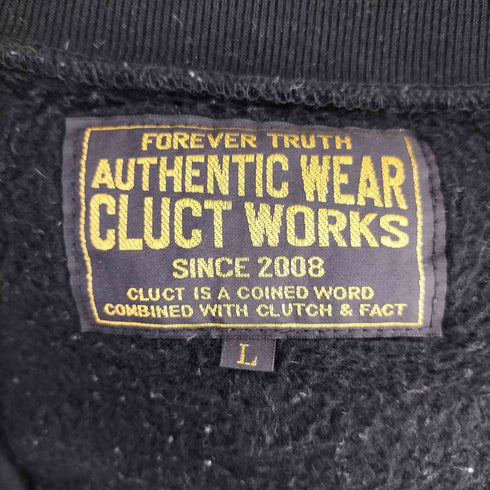 FOREVER TRUTH
AUTHENTIC WEAR
CLUCT WORKS
SINCE 2008
CLUCT IS A COINED WORD
COMBINED WITH CLUTCH & FACT
L